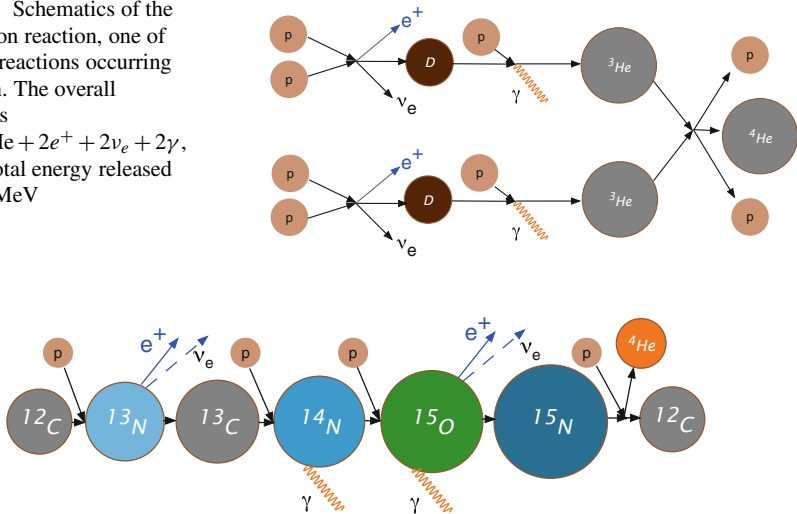 Schematics of the
on reaction, one of
reactions occurring
The overall
s
He + 2e⁺ + 2νₑ + 2γ,
otal energy released
MeV
p
p
e⁺
D
νₑ
p
γ
³He
p
⁴He
p
p
p
e⁺
D
νₑ
p
γ
³He
¹²C
p
¹³N
e⁺
νₑ
¹³C
p
¹⁴N
γ
p
¹⁵O
γ
e⁺
νₑ
¹⁵N
p
⁴He
¹²C